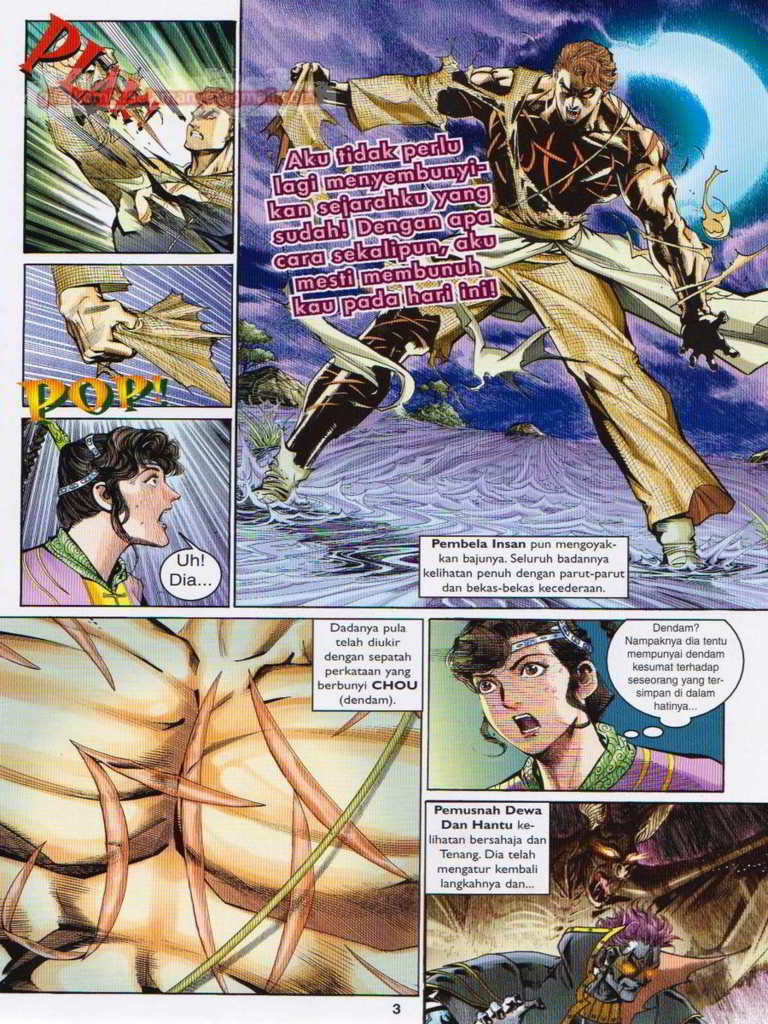 PLAK!
Aku tidak perlu
lagi menyembunyi-
kan sejarahku yang
sudah! Dengan apa
cara sekalipun, aku
mesti membunuh
kau pada hari ini!
POP!
Uh!
Dia...
Pembela Insan pun mengoyak-
kan bajunya. Seluruh badannya
kelihatan penuh dengan parut-parut
dan bekas-bekas kecederaan.
Dadanya pula
telah diukir
dengan sepatah
perkataan yang
berbunyi CHOU
(dendam).
Dendam?
Nampaknya dia tentu
mempunyai dendam
kesumat terhadap
seseorang yang ter-
simpan di dalam
hatinya...
Pemusnah Dewa
Dan Hantu ke-
lihatan bersahaja dan
Tenang. Dia telah
mengatur kembali
langkahnya dan...
3